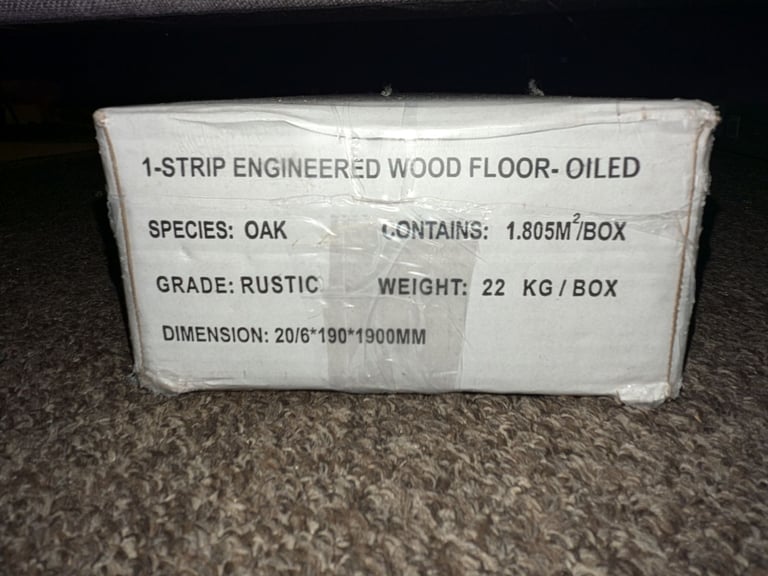 1-STRIP ENGINEERED WOOD FLOOR- OILED
SPECIES: OAK CONTAINS: 1.805M²/BOX
GRADE: RUSTIC WEIGHT: 22 KG / BOX
DIMENSION: 20/6*190*1900MM